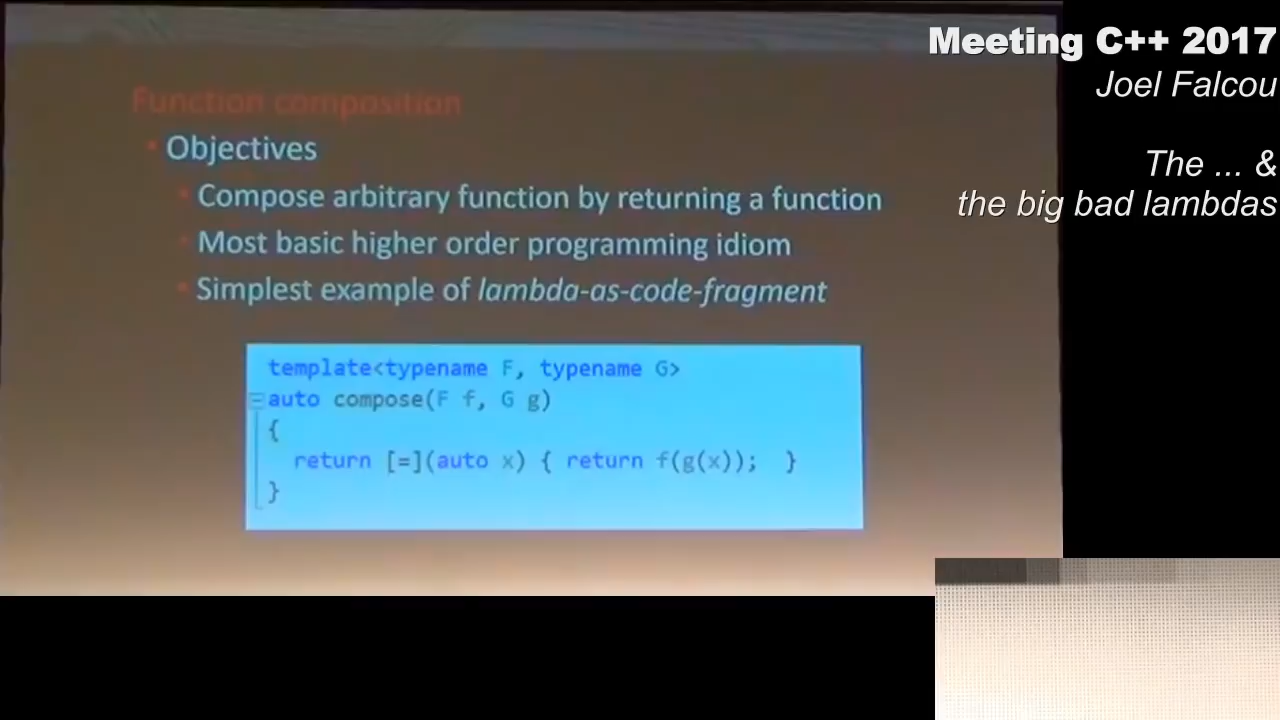 Function composition
Objectives
Compose arbitrary function by returning a function
Most basic higher order programming idiom
Simplest example of lambda-as-code-fragment
template<typename F, typename G>
auto compose(F f, G g)
{
return [=](auto x) { return f(g(x)); }
}
Meeting C++ 2017
Joel Falcou
The ... &
the big bad lambdas